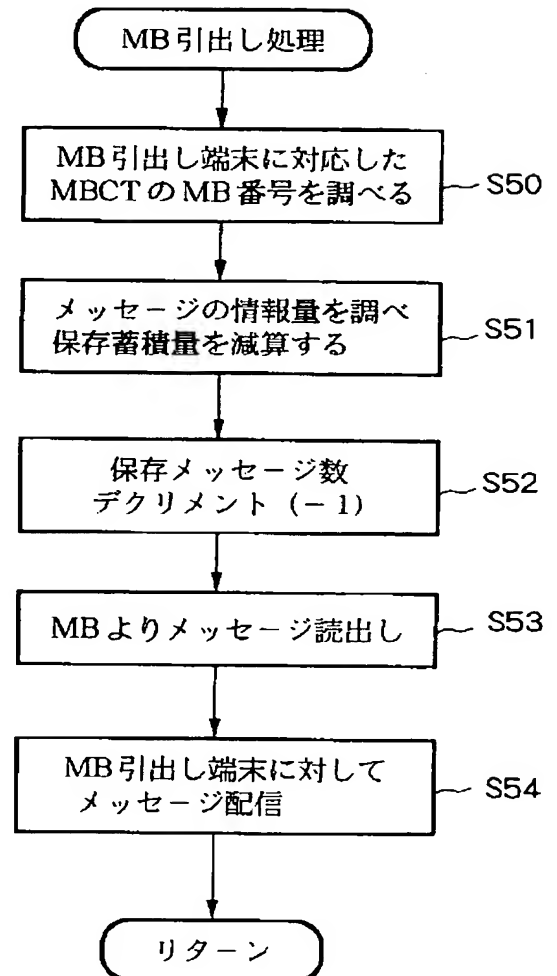 MB引出し処理
MB引出し端末に対応した
MBCTのMB番号を調べる
S50
メッセージの情報量を調べ
保存蓄積量を減算する
S51
保存メッセージ数
デクリメント (-1)
S52
MBよりメッセージ読出し
S53
MB引出し端末に対して
メッセージ配信
S54
リターン